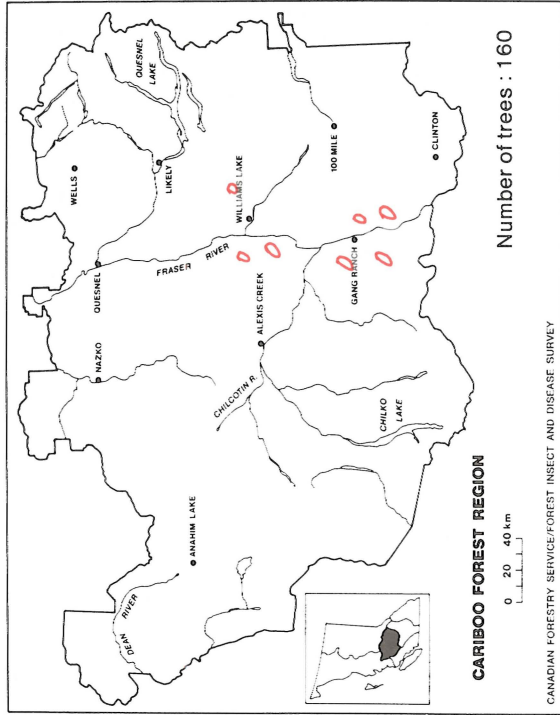 QUESNEL
LAKE
WELLS
LIKELY
WILLIAMS LAKE
100 MILE
CLINTON
QUESNEL
FRASER RIVER
GANG RANCH
NAZKO
ALEXIS CREEK
CHILCOTIN R.
CHILKO
LAKE
ANAHIM LAKE
DEAN
RIVER
CARIBOO FOREST REGION
0 20 40 km
Number of trees : 160
CANADIAN FORESTRY SERVICE/FOREST INSECT AND DISEASE SURVEY